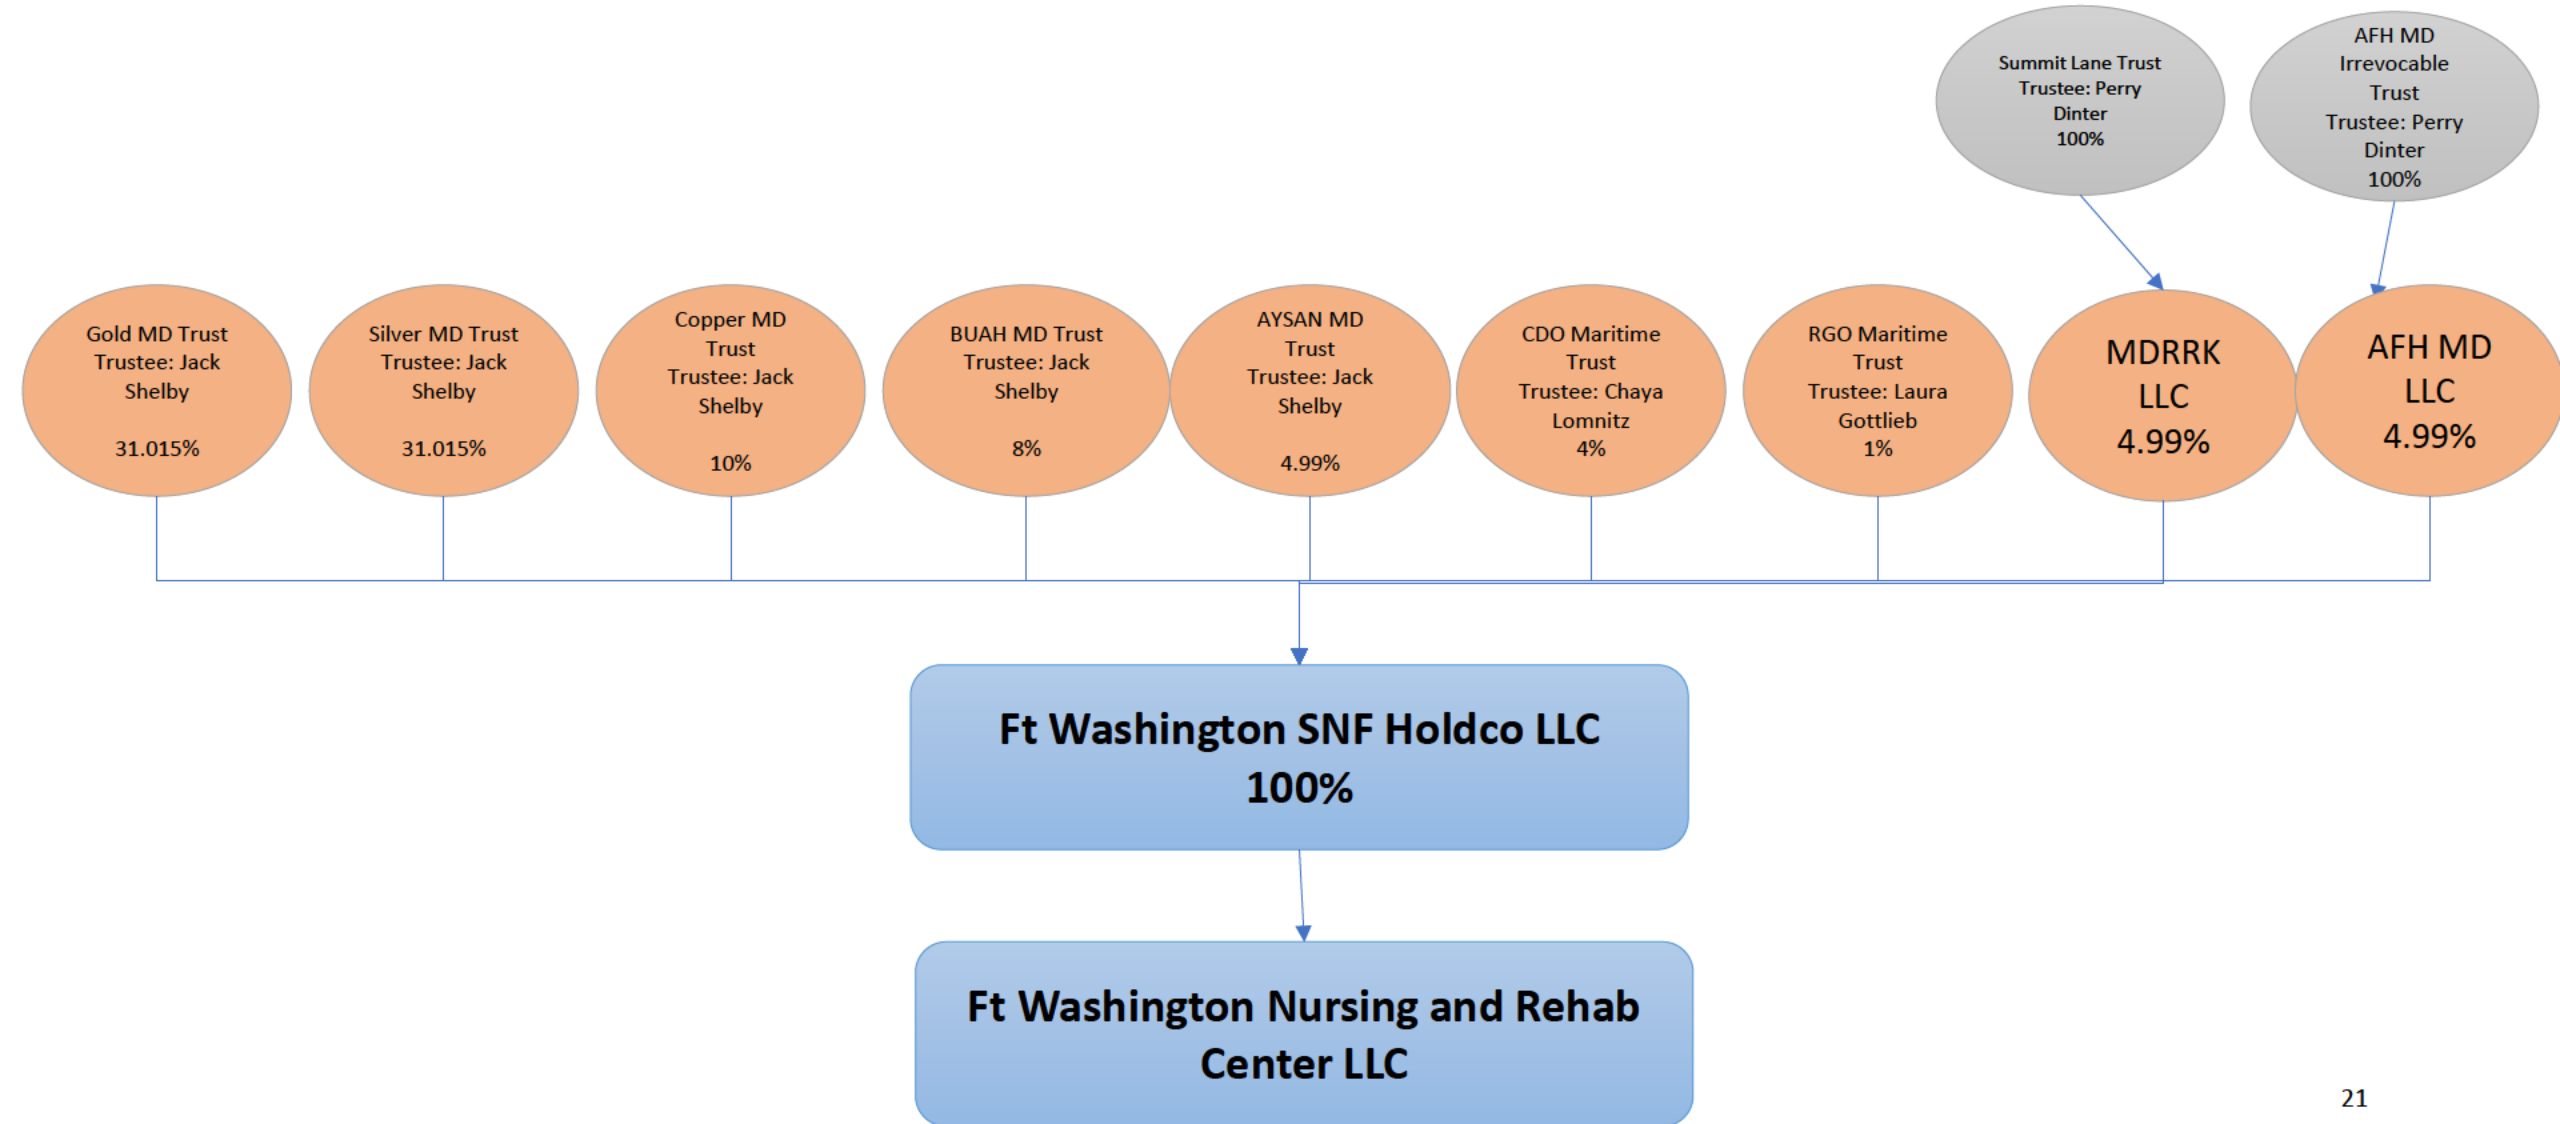 Summit Lane Trust
Trustee: Perry
Dinter
100%
AFH MD
Irrevocable
Trust
Trustee: Perry
Dinter
100%
Gold MD Trust
Trustee: Jack
Shelby
31.015%
Silver MD Trust
Trustee: Jack
Shelby
31.015%
Copper MD
Trust
Trustee: Jack
Shelby
10%
BUAH MD Trust
Trustee: Jack
Shelby
8%
AYSAN MD
Trust
Trustee: Jack
Shelby
4.99%
CDO Maritime
Trust
Trustee: Chaya
Lomnitz
4%
RGO Maritime
Trust
Trustee: Laura
Gottlieb
1%
MDRRK
LLC
4.99%
AFH MD
LLC
4.99%
Ft Washington SNF Holdco LLC
100%
Ft Washington Nursing and Rehab
Center LLC
21